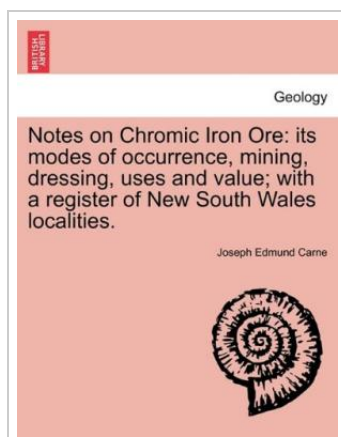 BRITISH
LIBRARY
Geology
Notes on Chromic Iron Ore: its
modes of occurrence, mining,
dressing, uses and value; with
a register of New South Wales
localities.
Joseph Edmund Carne